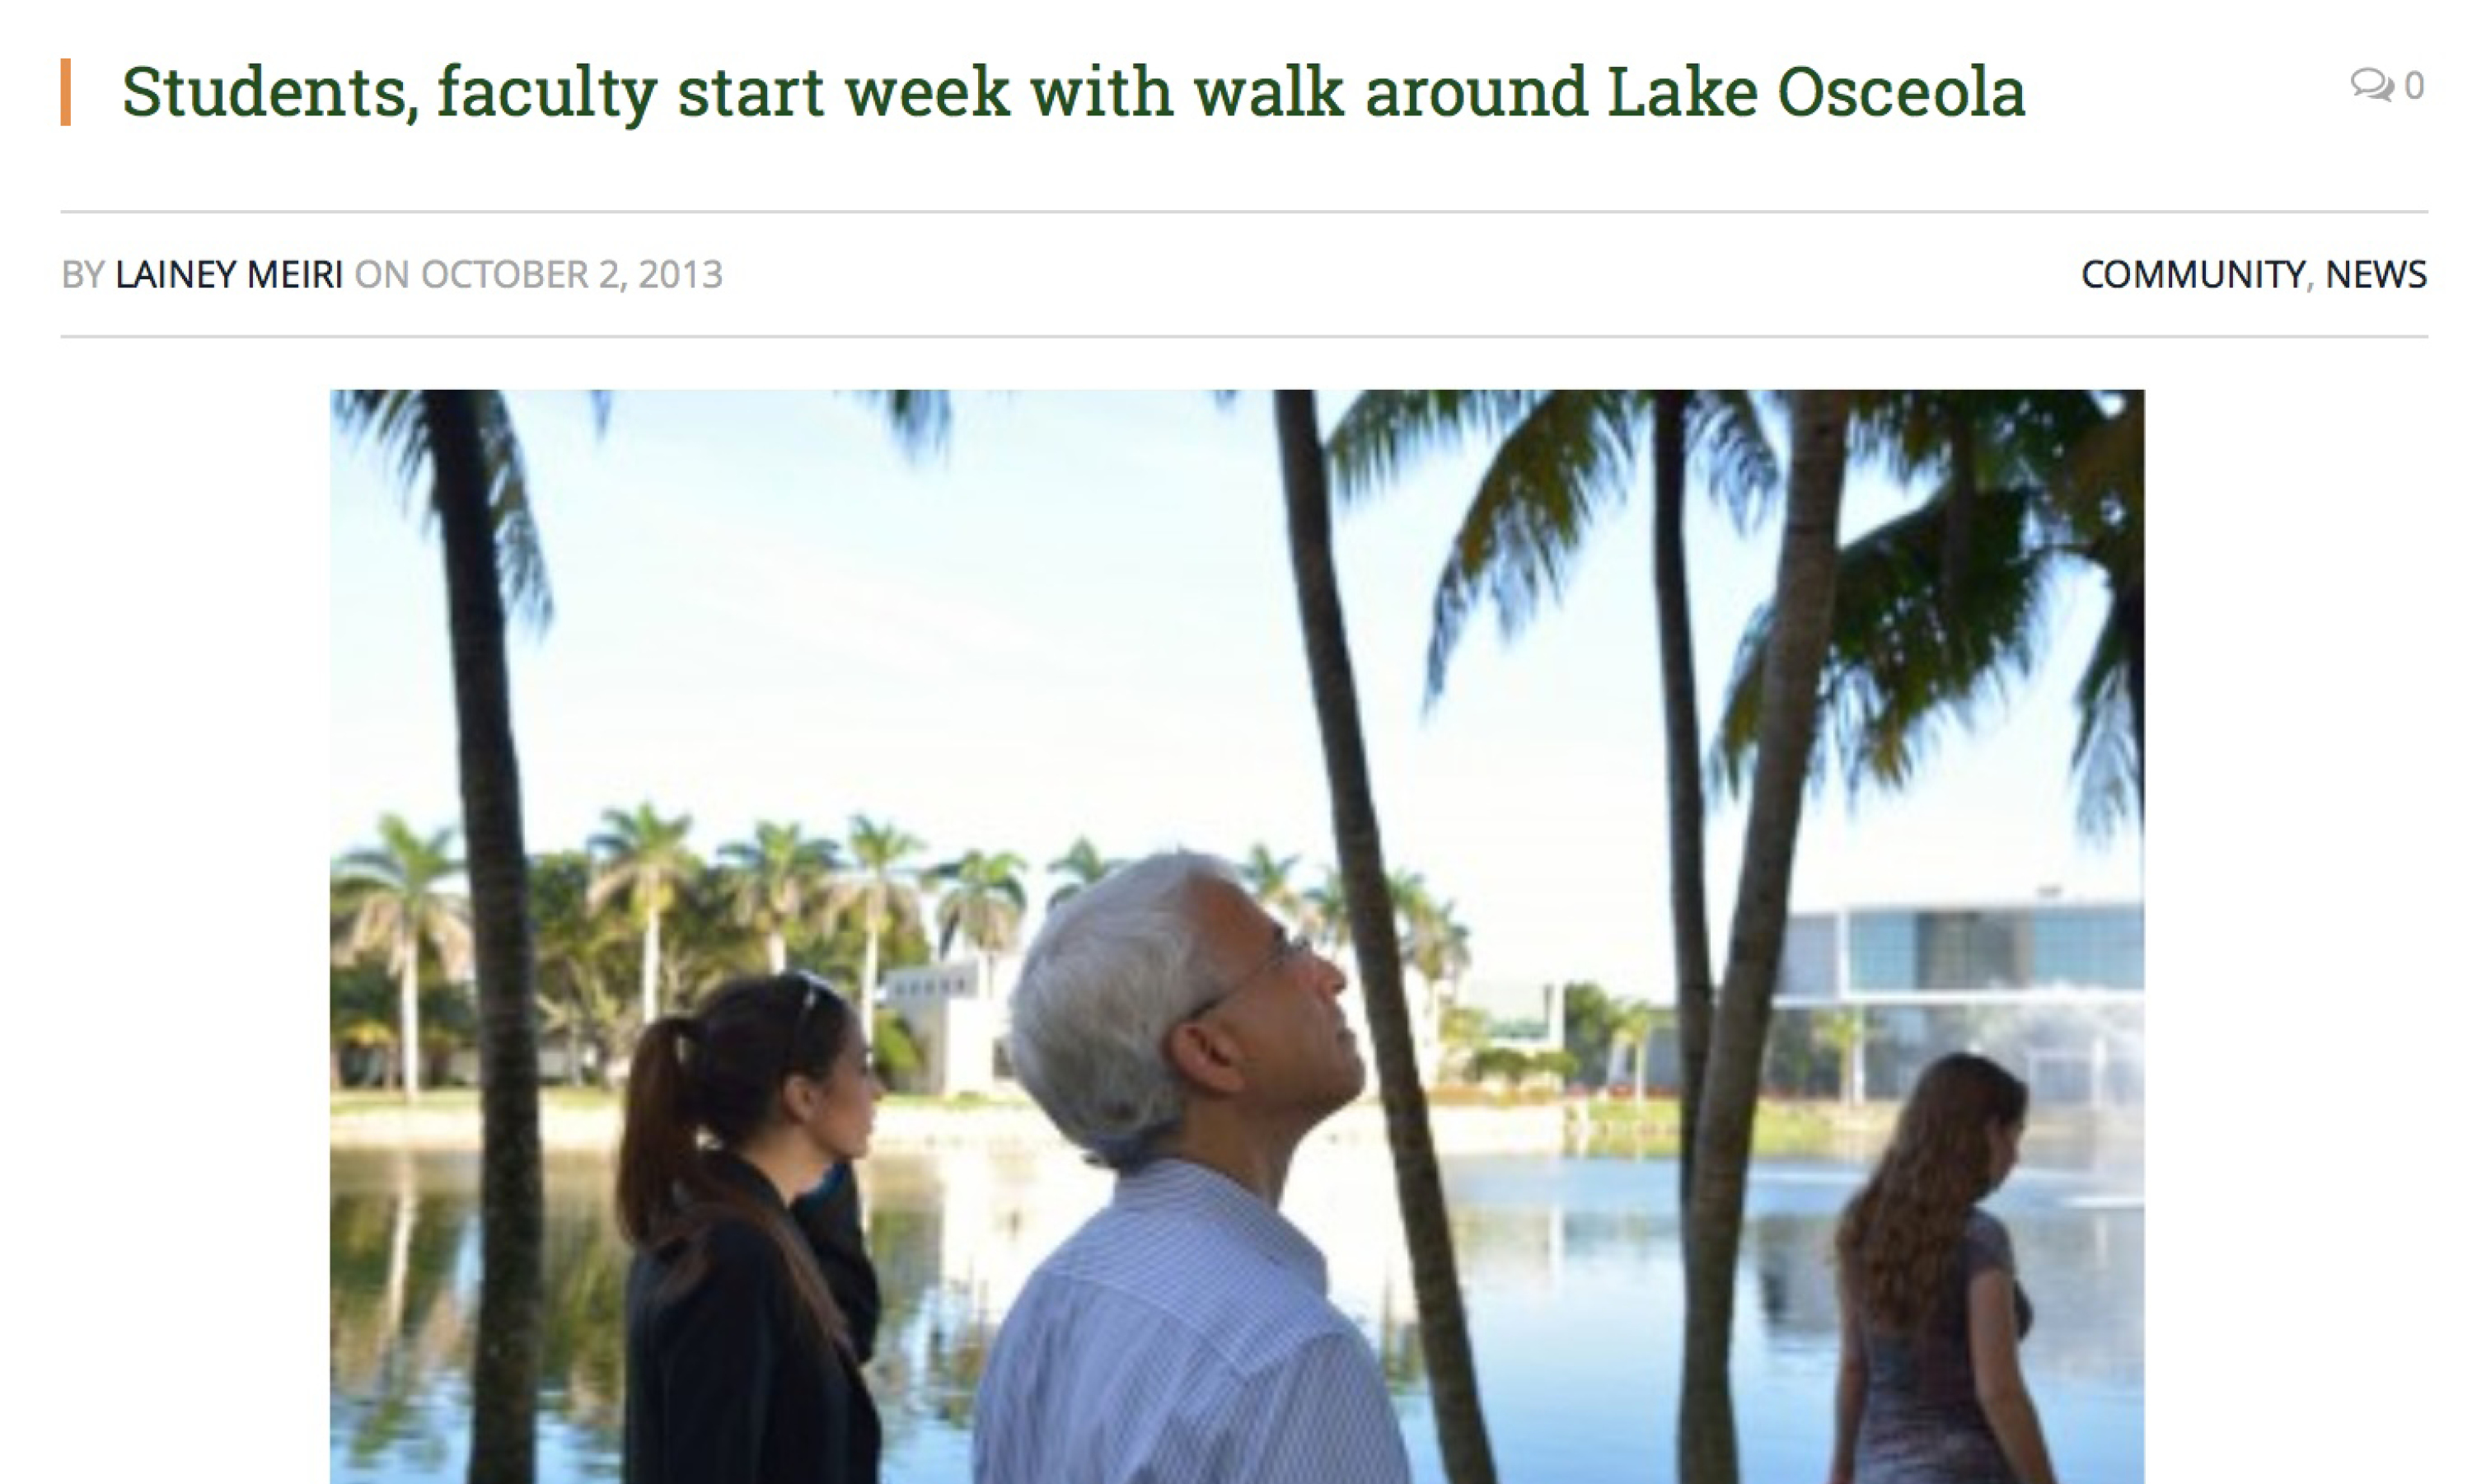 Students, faculty start week with walk around Lake Osceola
0
BY LAINEY MEIRI ON OCTOBER 2, 2013
COMMUNITY, NEWS